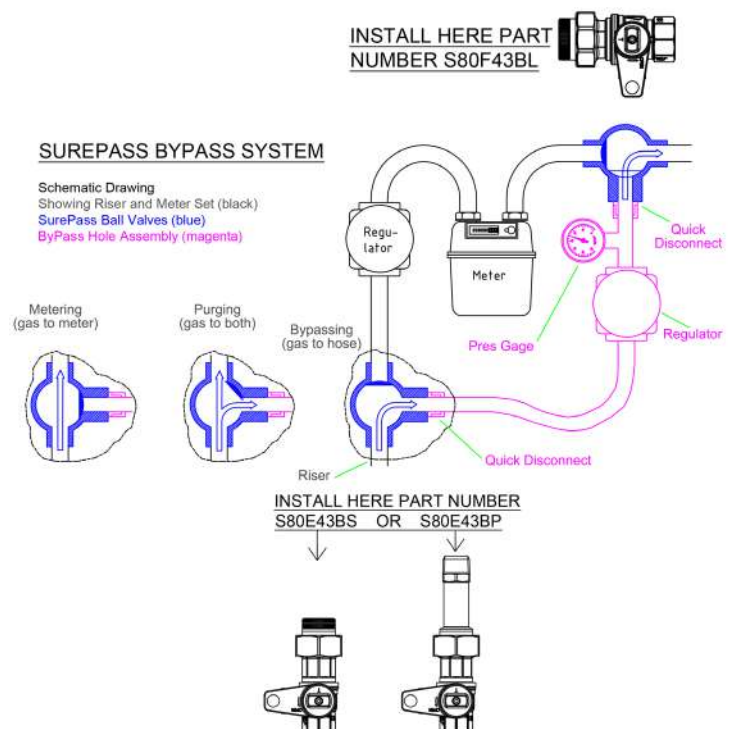 INSTALL HERE PART
NUMBER S80F43BL
SUREPASS BYPASS SYSTEM
Schematic Drawing
Showing Riser and Meter Set (black)
SurePass Ball Valves (blue)
ByPass Hole Assembly (magenta)
Regu-
lator
Meter
Quick
Disconnect
Pres Gage
Regulator
Metering
(gas to meter)
Purging
(gas to both)
Bypassing
(gas to hose)
Quick Disconnect
Riser
INSTALL HERE PART NUMBER
S80E43BS OR S80E43BP